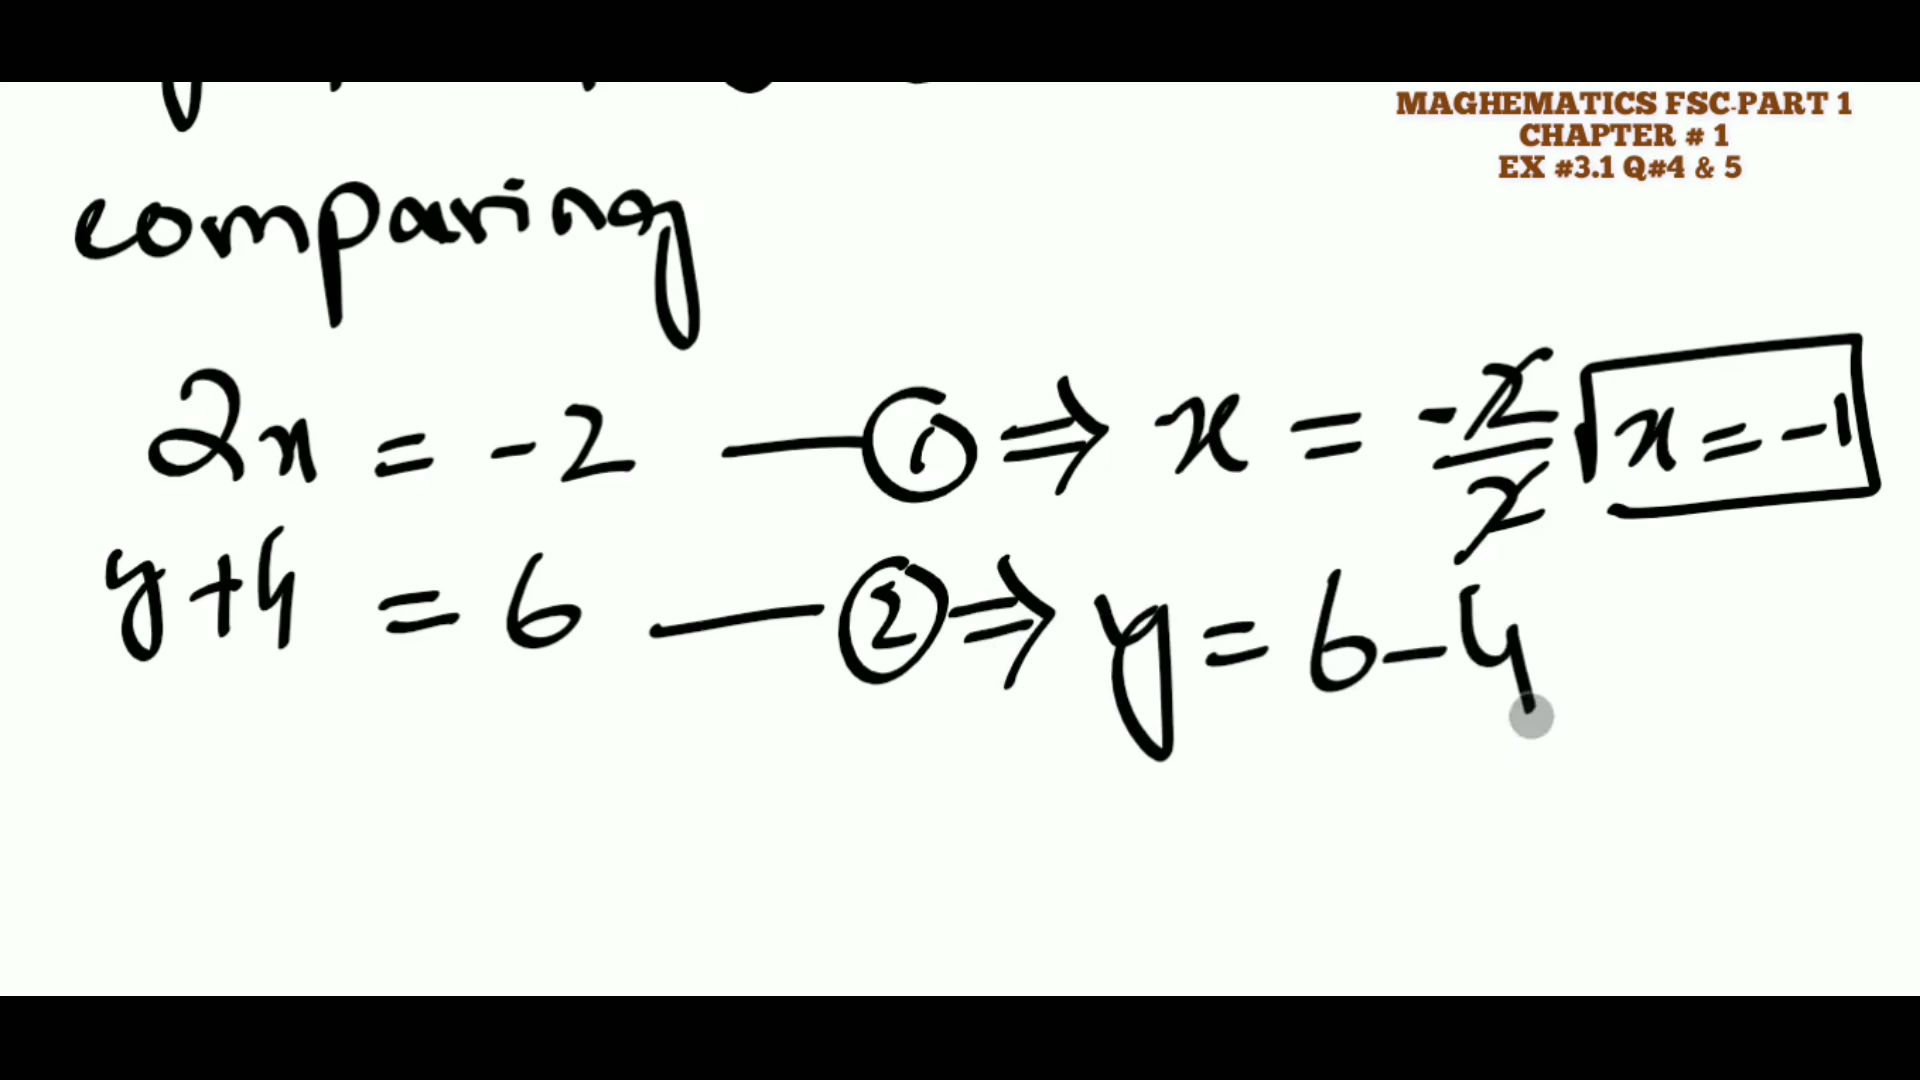 MAGHEMATICS FSC-PART 1
CHAPTER # 1
EX #3.1 Q#4 & 5
comparing
2x = -2 — ① ⇒ x = -2/2 x = -1
y+4 = 6 — ② ⇒ y = 6-4